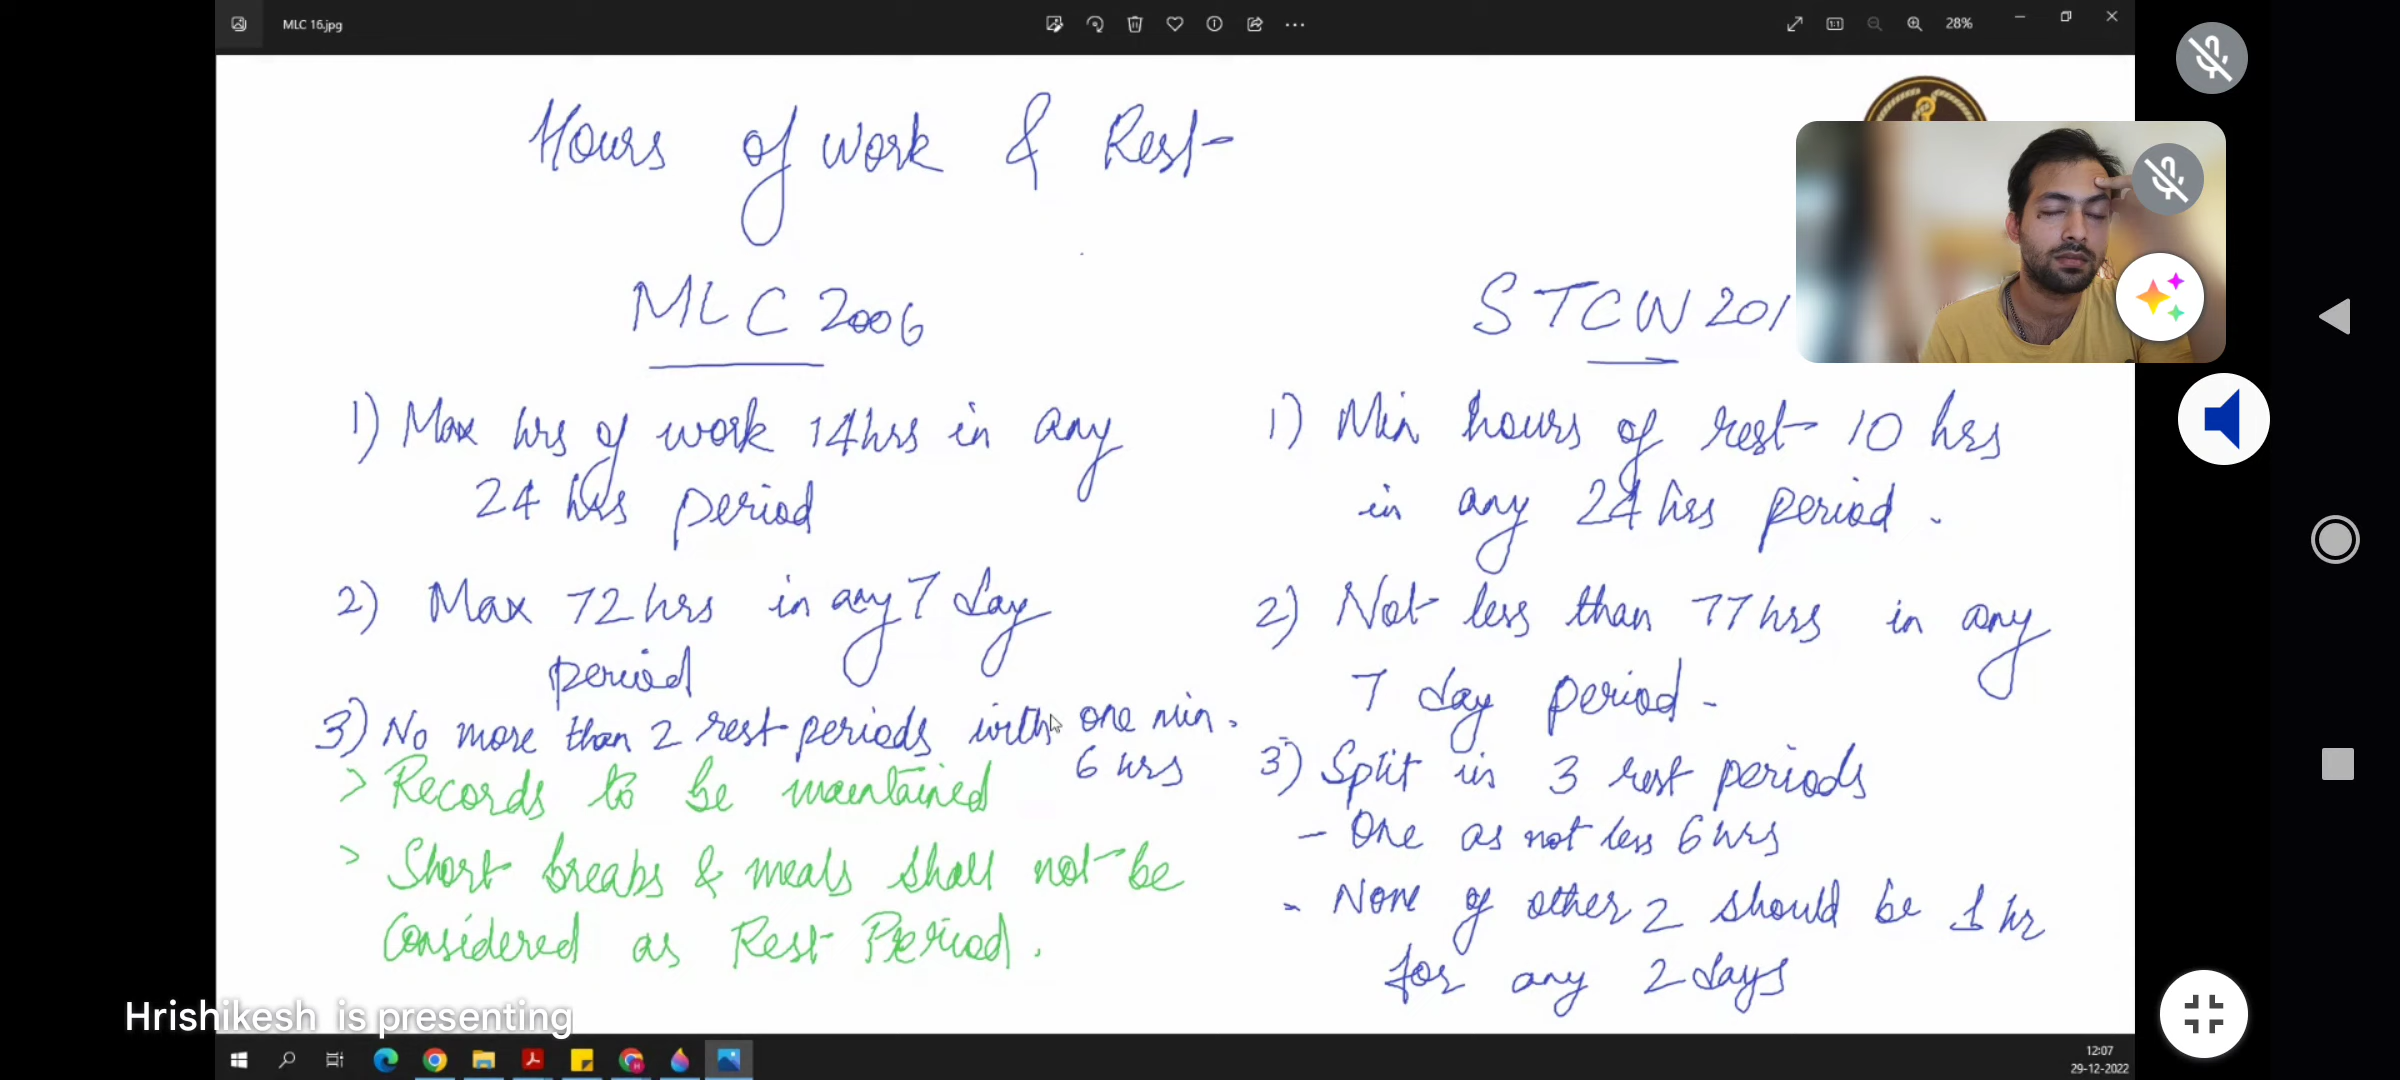 MLC 16.jpg
28%
Hours of work & Rest-
MLC 2006
1) Max hrs of work 14hrs in any
24 hrs period
2) Max 72 hrs in any 7 day
period
3) No more than 2 rest periods with one min.
6 hrs
> Records to be maintained
> Short breaks & meals shall not be
Considered as Rest Period.
STCW 201
1) Min hours of rest 10 hrs
in any 24 hrs period.
2) Not less than 77 hrs in any
7 day period -
3) Split in 3 rest periods
- One as not less 6 hrs
- None of other 2 should be 1 hr
for any 2 days
Hrishikesh is presenting
12:07
29-12-2022